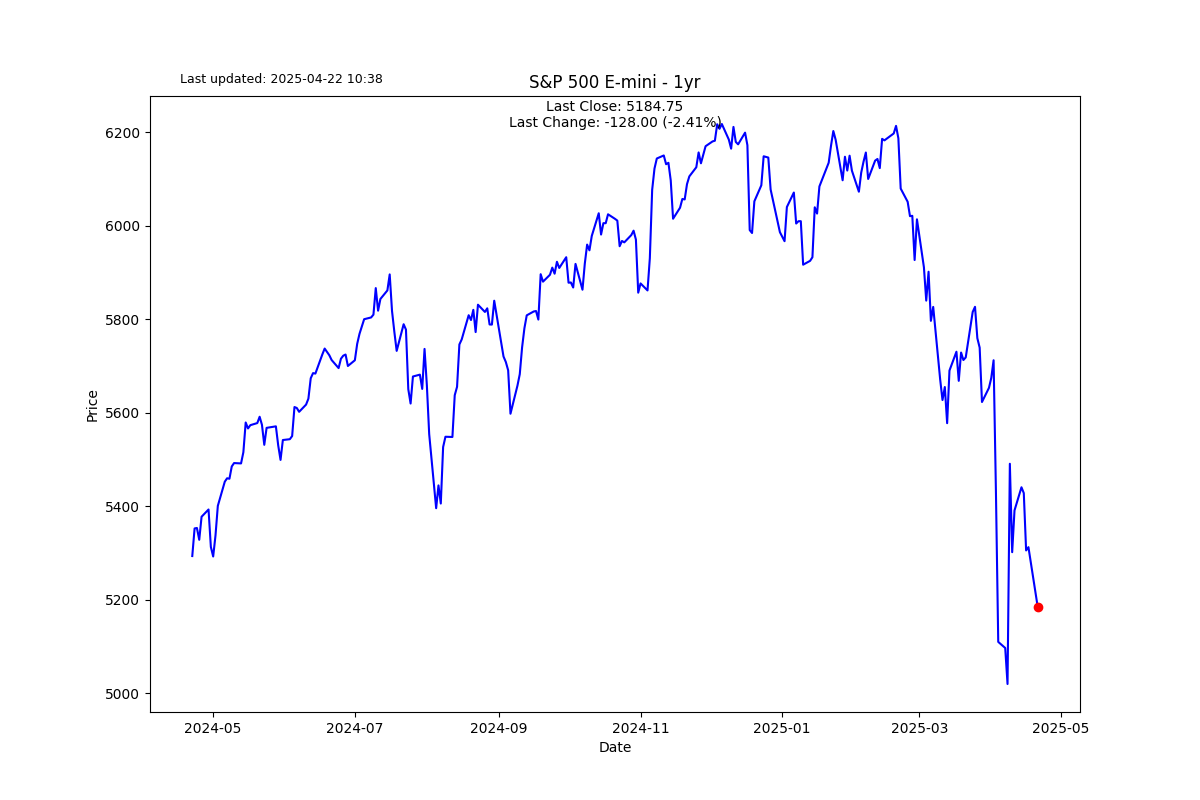 Last updated: 2025-04-22 10:38
S&P 500 E-mini - 1yr
Last Close: 5184.75
Last Change: -128.00 (-2.41%)
6200
6000
5800
5600
5400
5200
5000
Price
2024-05
2024-07
2024-09
2024-11
2025-01
2025-03
2025-05
Date